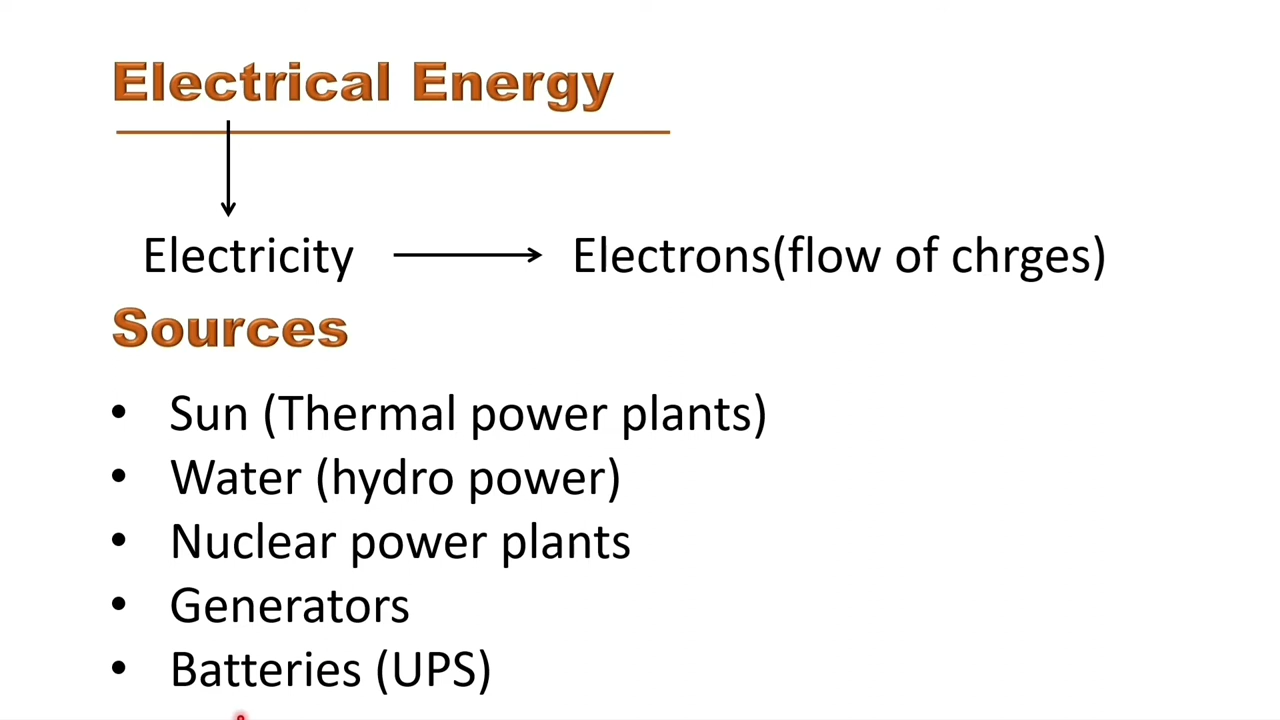 Electrical Energy
Electricity Electrons(flow of chrges)
Sources
• Sun (Thermal power plants)
• Water (hydro power)
• Nuclear power plants
• Generators
• Batteries (UPS)